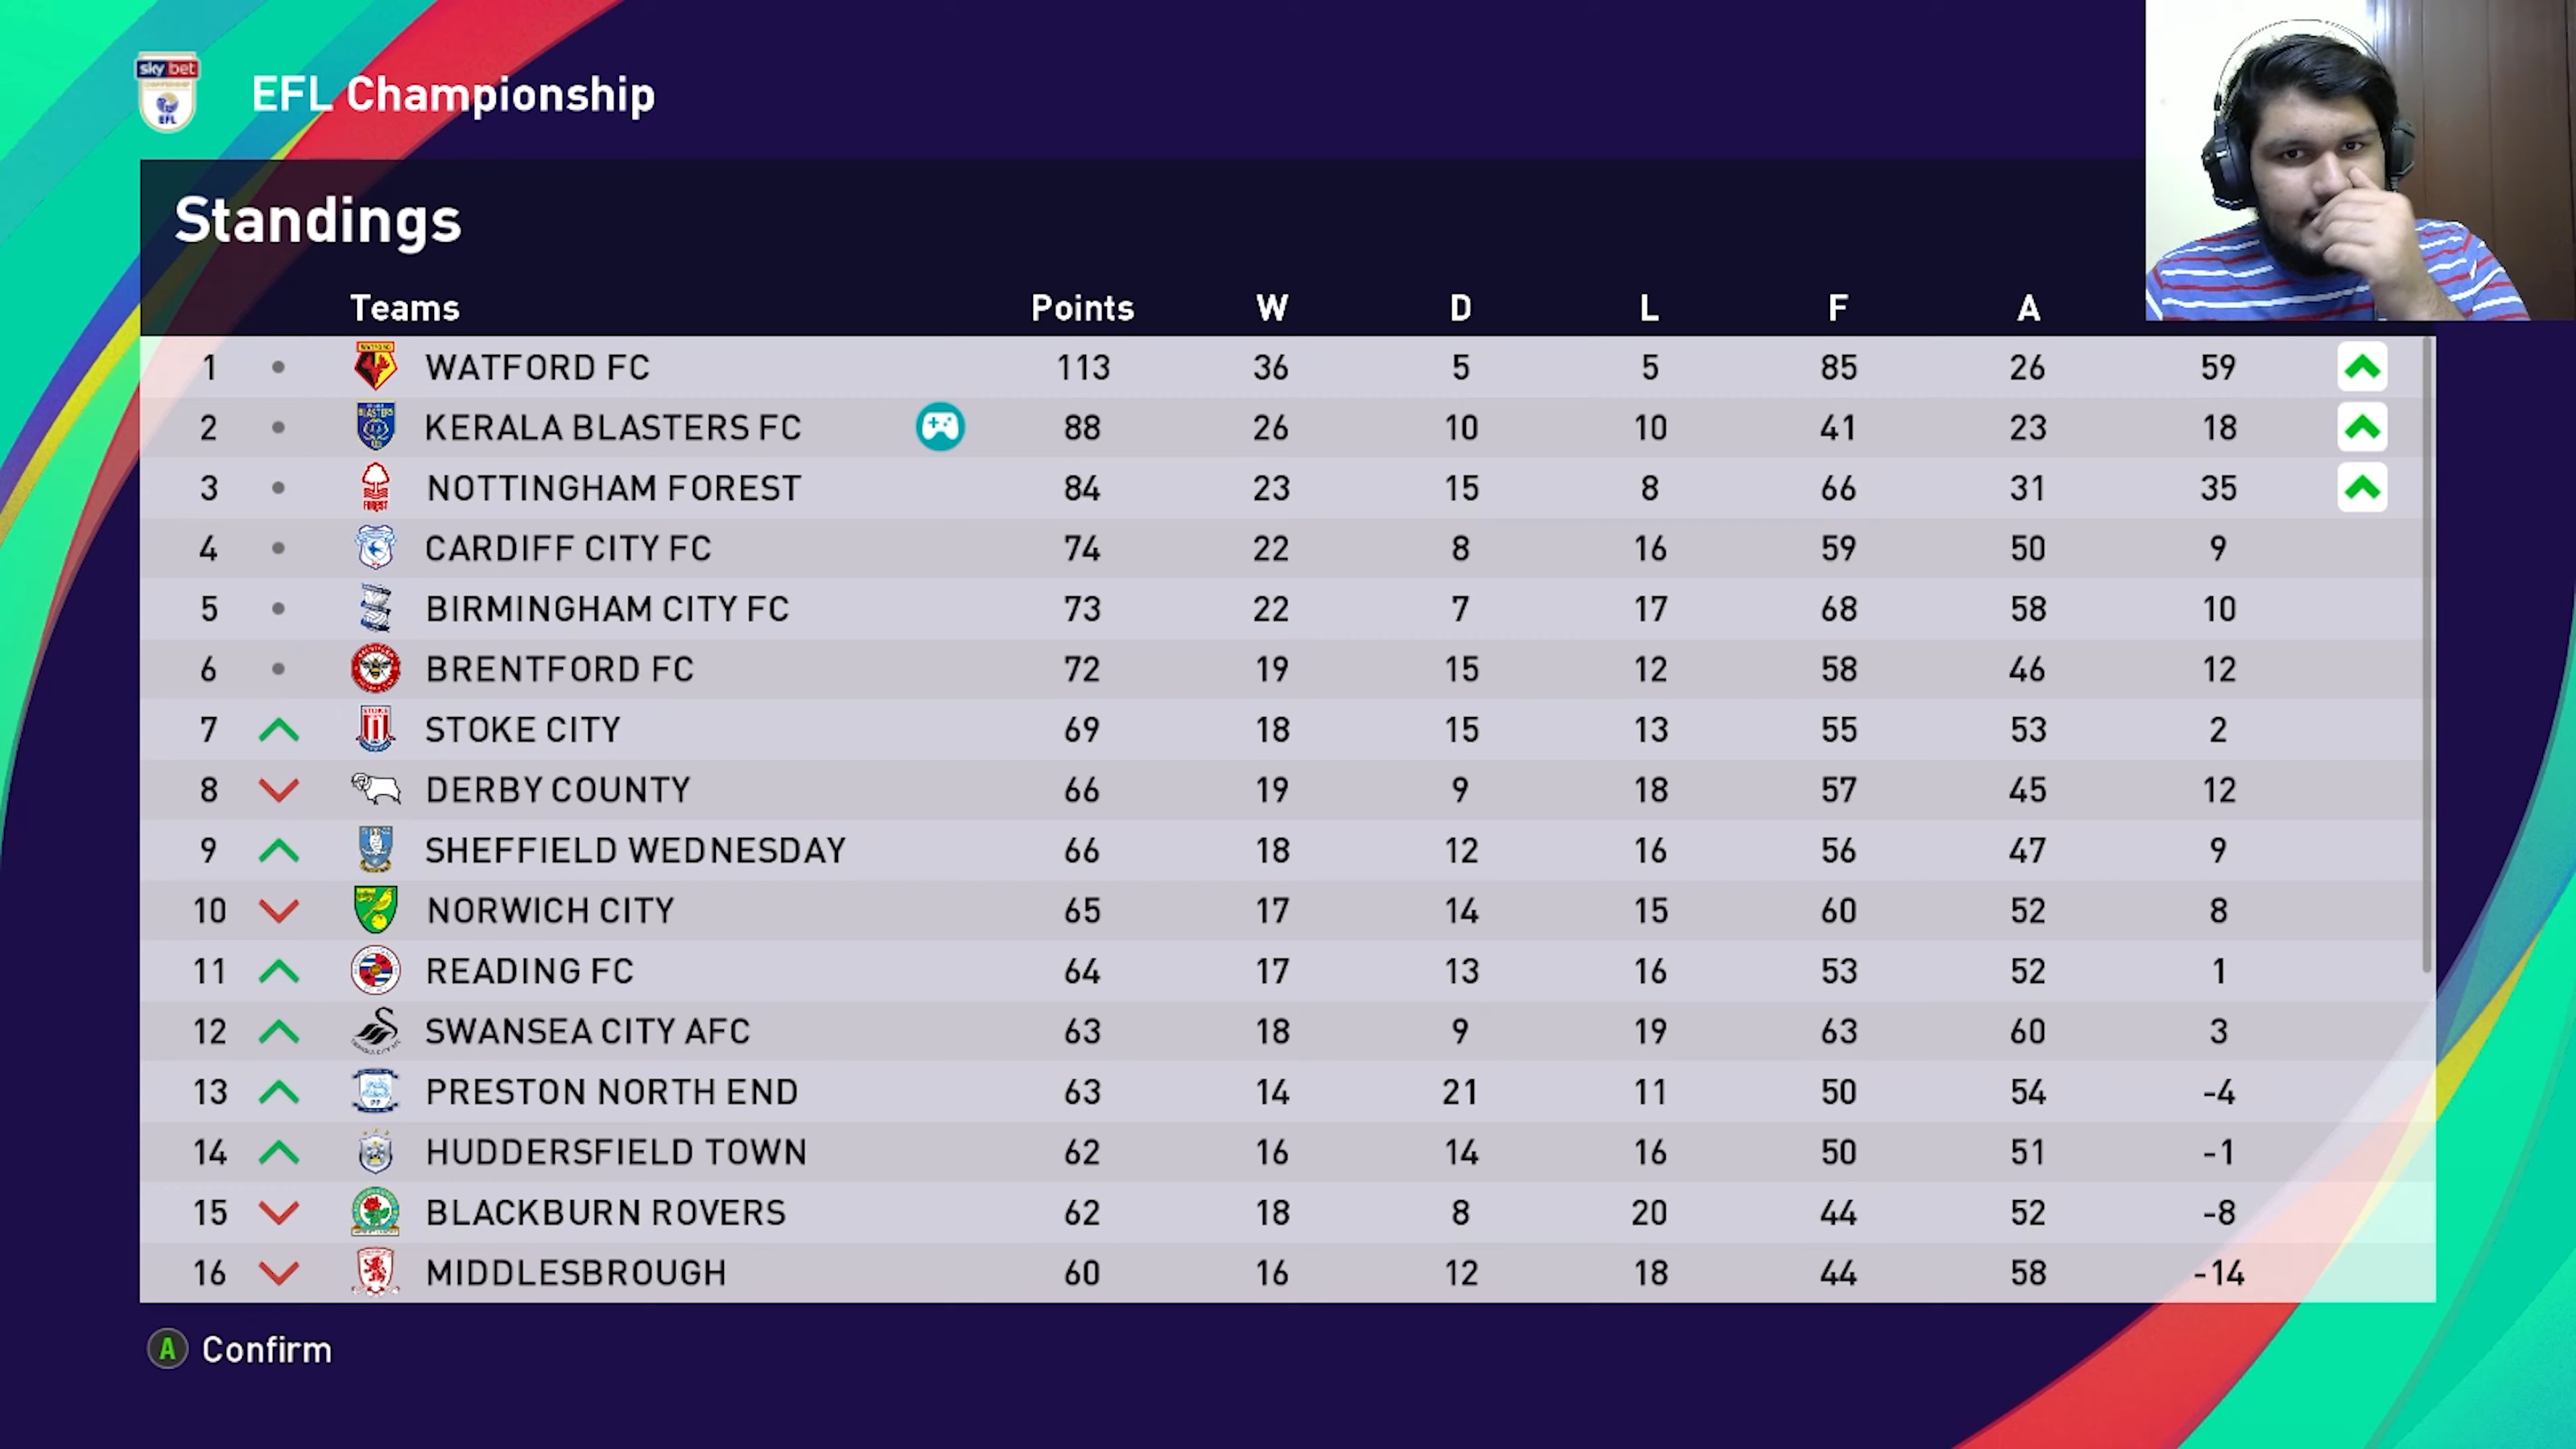 sky bet
EFL
EFL Championship
Standings
Teams Points W D L F A
1 WATFORD FC 113 36 5 5 85 26 59
2 KERALA BLASTERS FC 88 26 10 10 41 23 18
3 NOTTINGHAM FOREST 84 23 15 8 66 31 35
4 CARDIFF CITY FC 74 22 8 16 59 50 9
5 BIRMINGHAM CITY FC 73 22 7 17 68 58 10
6 BRENTFORD FC 72 19 15 12 58 46 12
7 STOKE CITY 69 18 15 13 55 53 2
8 DERBY COUNTY 66 19 9 18 57 45 12
9 SHEFFIELD WEDNESDAY 66 18 12 16 56 47 9
10 NORWICH CITY 65 17 14 15 60 52 8
11 READING FC 64 17 13 16 53 52 1
12 SWANSEA CITY AFC 63 18 9 19 63 60 3
13 PRESTON NORTH END 63 14 21 11 50 54 -4
14 HUDDERSFIELD TOWN 62 16 14 16 50 51 -1
15 BLACKBURN ROVERS 62 18 8 20 44 52 -8
16 MIDDLESBROUGH 60 16 12 18 44 58 -14
A Confirm